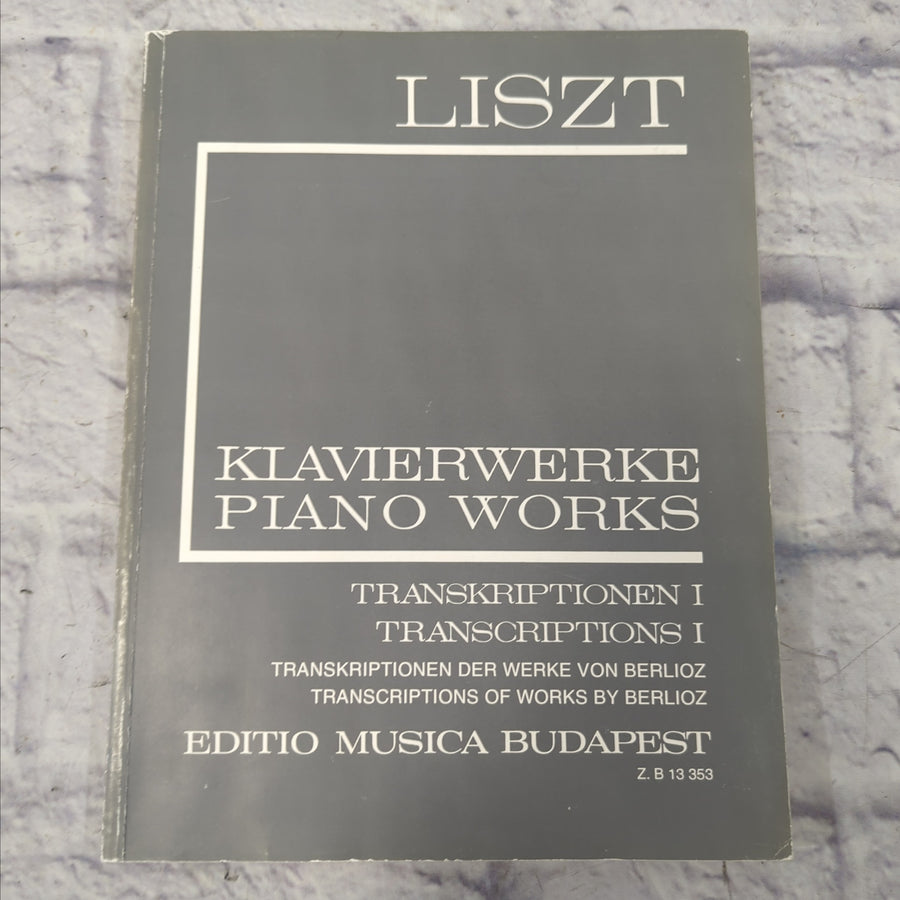 LISZT
KLAVIERWERKE
PIANO WORKS
TRANSKRIPTIONEN I
TRANSCRIPTIONS I
TRANSKRIPTIONEN DER WERKE VON BERLIOZ
TRANSCRIPTIONS OF WORKS BY BERLIOZ
EDITIO MUSICA BUDAPEST
Z. B 13 353